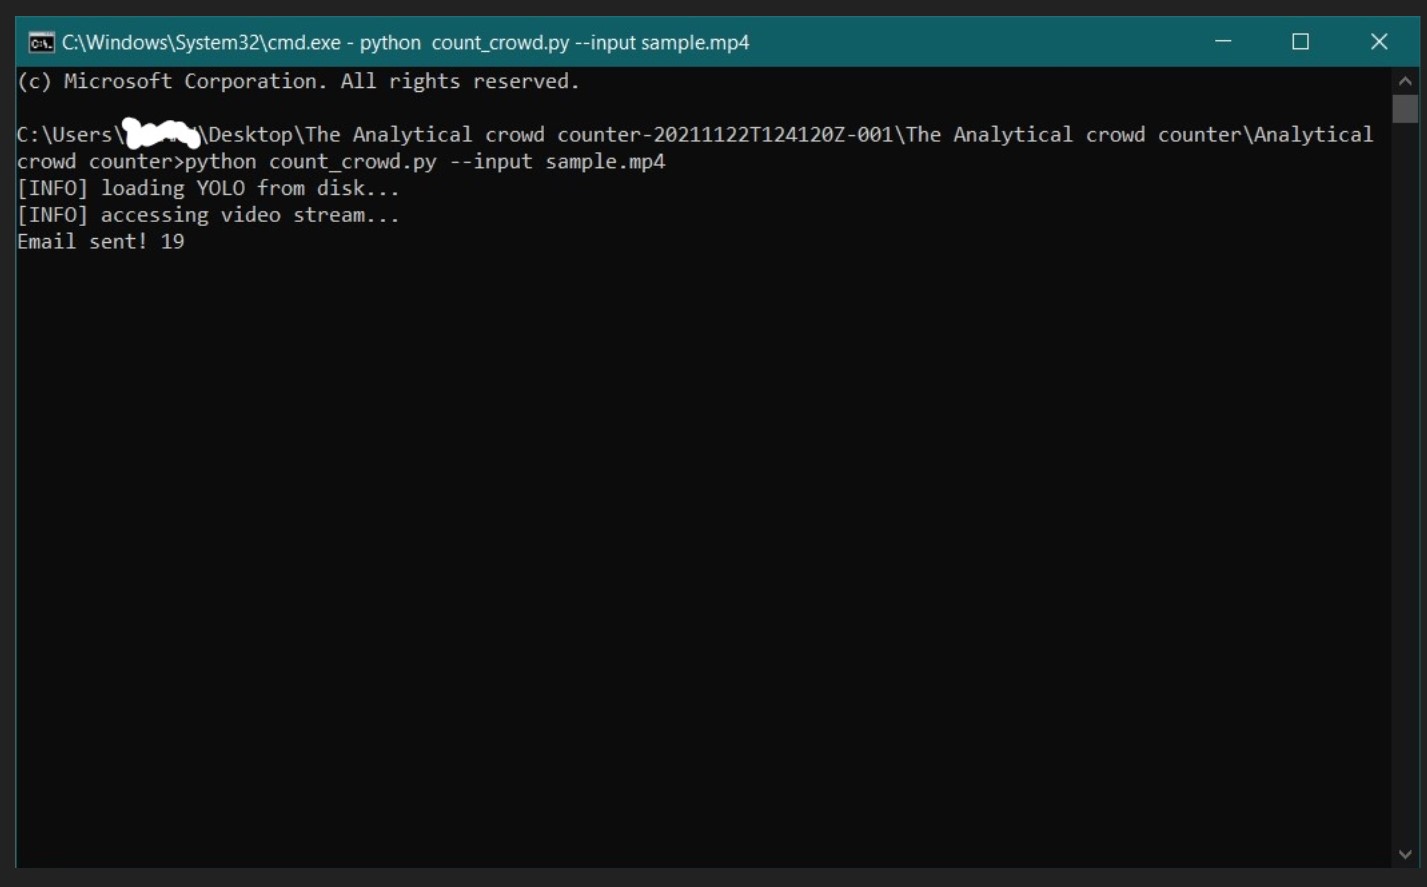 C:\Windows\System32\cmd.exe - python  count_crowd.py --input sample.mp4
(c) Microsoft Corporation. All rights reserved.
C:\Users\ \Desktop\The Analytical crowd counter-20211122T124120Z-001\The Analytical crowd counter\Analytical
crowd counter>python count_crowd.py --input sample.mp4
[INFO] loading YOLO from disk...
[INFO] accessing video stream...
Email sent! 19